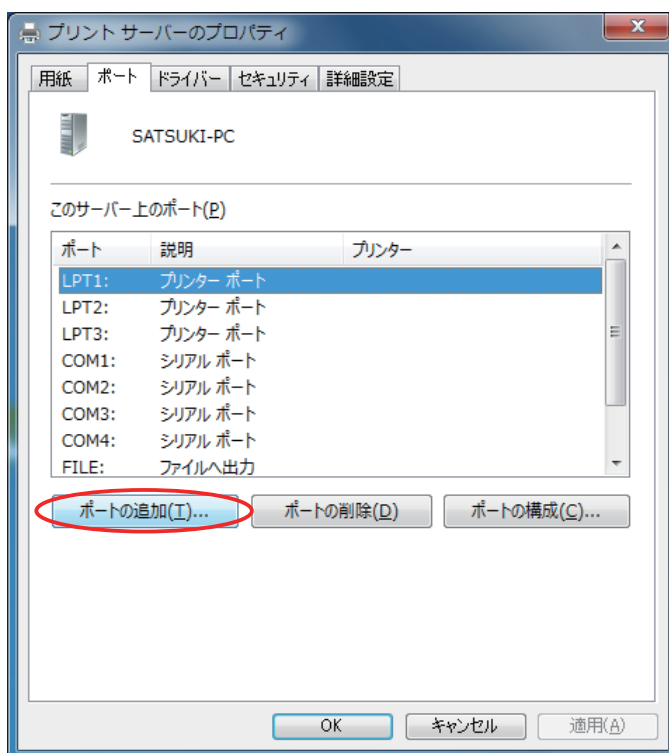 プリント サーバーのプロパティ
用紙 ポート ドライバー セキュリティ 詳細設定
SATSUKI-PC
このサーバー上のポート(P)
ポート 説明 プリンター
LPT1: プリンター ポート
LPT2: プリンター ポート
LPT3: プリンター ポート
COM1: シリアル ポート
COM2: シリアル ポート
COM3: シリアル ポート
COM4: シリアル ポート
FILE: ファイルへ出力
ポートの追加(T)... ポートの削除(D) ポートの構成(C)...
OK キャンセル 適用(A)